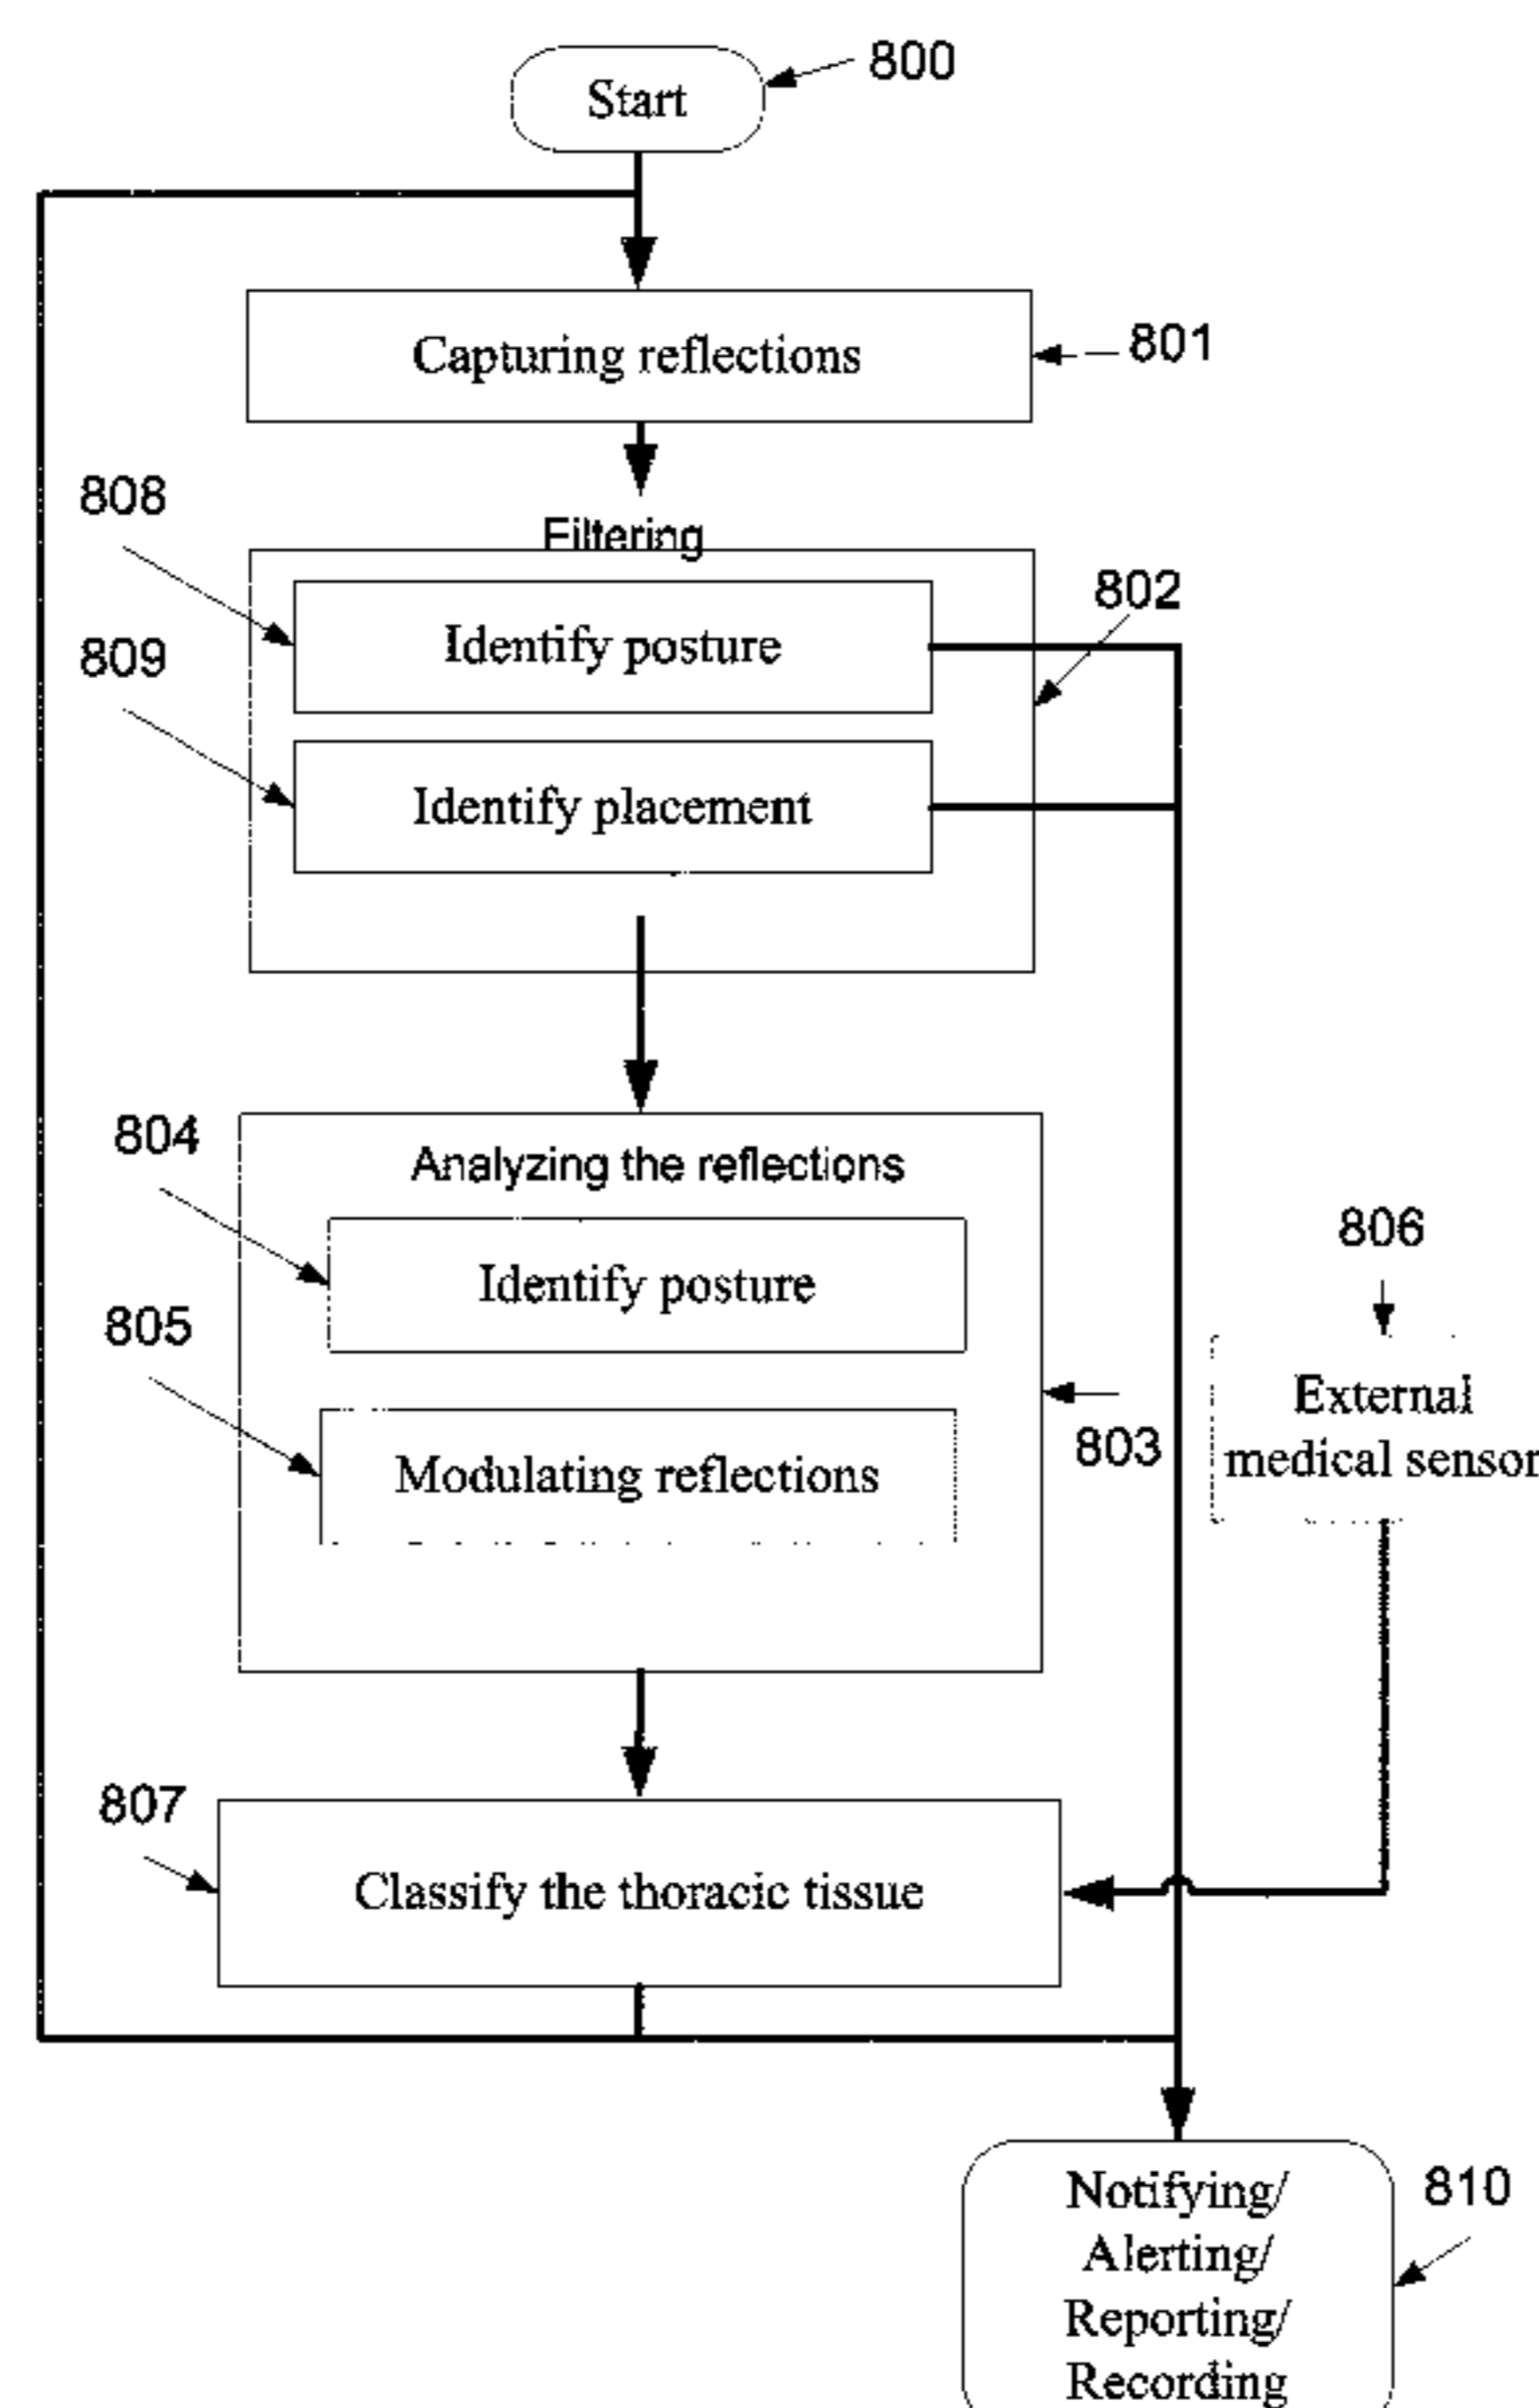 Start
800
Capturing reflections
801
808
Filtering
802
Identify posture
809
Identify placement
804
Analyzing the reflections
Identify posture
806
805
External
medical sensor
803
Modulating reflections
807
Classify the thoracic tissue
Notifying/
810
Alerting/
Reporting/
Recording